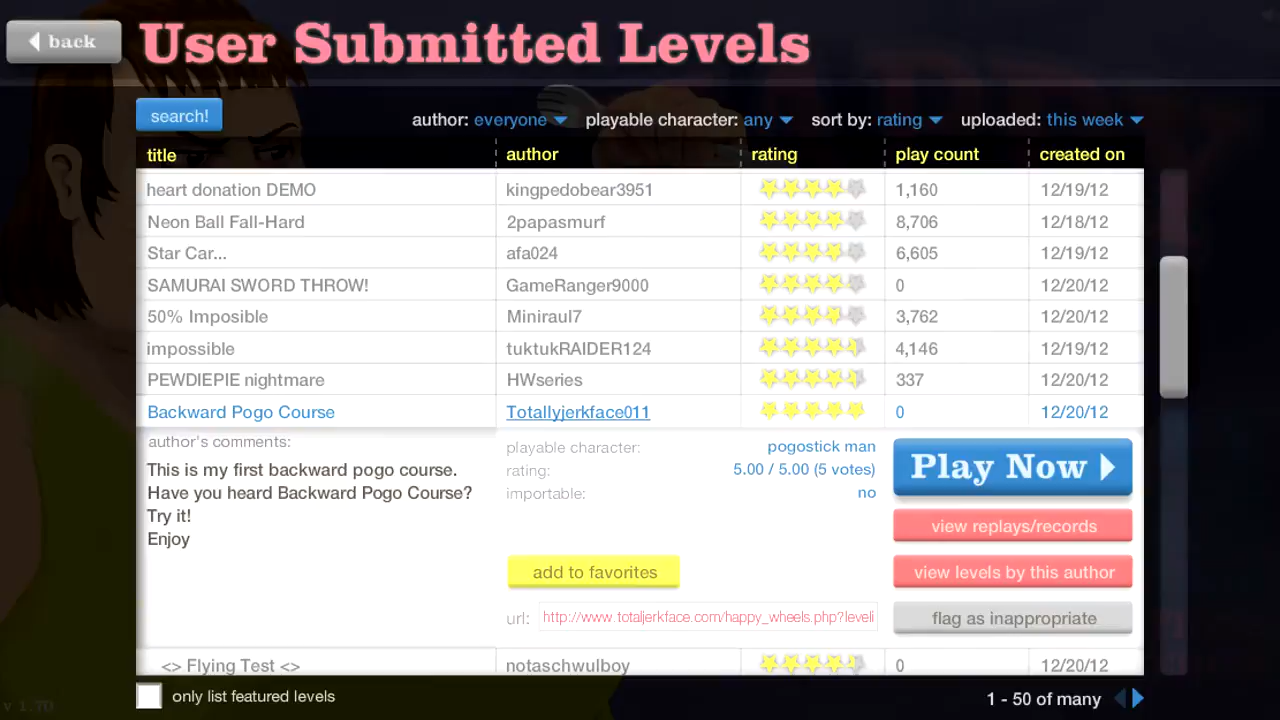 back
User Submitted Levels
search!
author: everyone playable character: any sort by: rating uploaded: this week
title author rating play count created on
heart donation DEMO kingpedobear3951 1,160 12/19/12
Neon Ball Fall-Hard 2papasmurf 8,706 12/18/12
Star Car... afa024 6,605 12/19/12
SAMURAI SWORD THROW! GameRanger9000 0 12/20/12
50% Imposible Miniraul7 3,762 12/20/12
impossible tuktukRAIDER124 4,146 12/19/12
PEWDIEPIE nightmare HWseries 337 12/20/12
Backward Pogo Course Totallyjerkface011 0 12/20/12
author's comments:
This is my first backward pogo course.
Have you heard Backward Pogo Course?
Try it!
Enjoy
playable character: pogostick man
rating: 5.00 / 5.00 (5 votes)
importable: no
add to favorites
url: http://www.totaljerkface.com/happy_wheels.php?leveli
Play Now
view replays/records
view levels by this author
flag as inappropriate
<> Flying Test <> notaschwulboy 0 12/20/12
only list featured levels
1 - 50 of many
v 1.70